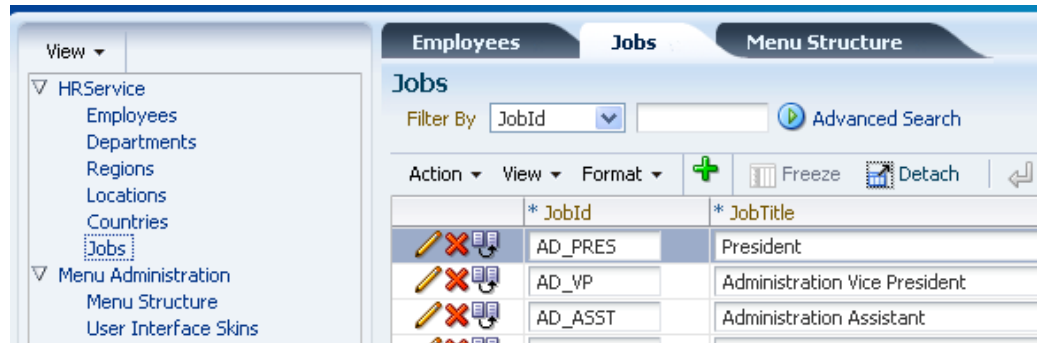 View
HRService
Employees
Departments
Regions
Locations
Countries
Jobs
Menu Administration
Menu Structure
User Interface Skins
Employees Jobs Menu Structure
Jobs
Filter By JobId Advanced Search
Action View Format Freeze Detach
* JobId * JobTitle
AD_PRES President
AD_VP Administration Vice President
AD_ASST Administration Assistant